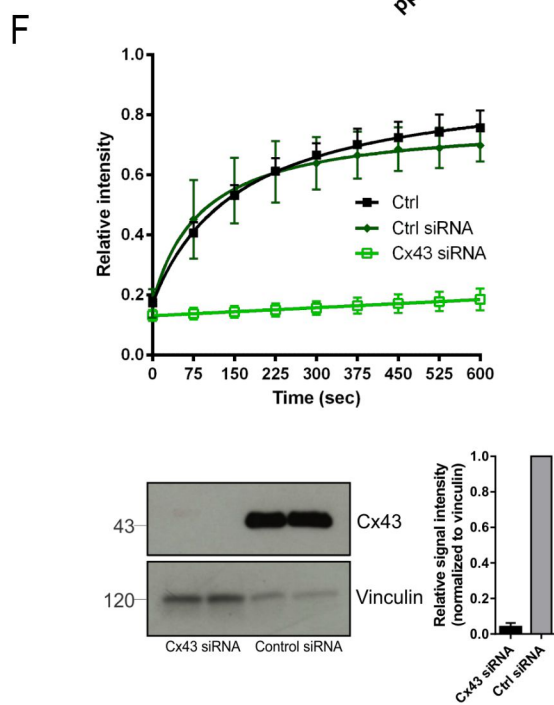 pp
F
Relative intensity
1.0
0.8
0.6
0.4
0.2
0.0
Ctrl
Ctrl siRNA
Cx43 siRNA
0 75 150 225 300 375 450 525 600
Time (sec)
43
Cx43
120
Vinculin
Cx43 siRNA Control siRNA
Relative signal intensity
(normalized to vinculin)
1.0
0.8
0.6
0.4
0.2
0.0
Cx43 siRNA
Ctrl siRNA